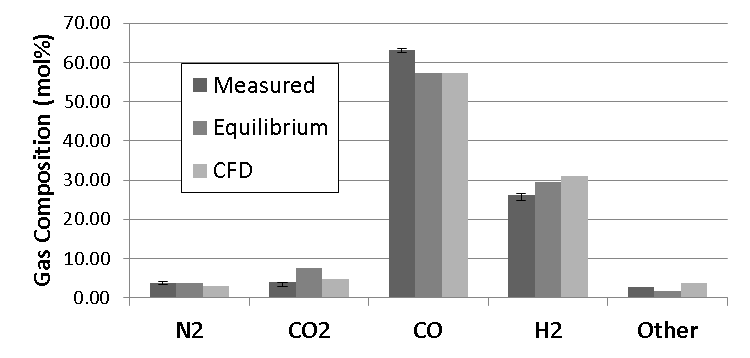 Gas Composition (mol%)
70.00
60.00
50.00
40.00
30.00
20.00
10.00
0.00
Measured
Equilibrium
CFD
N2 CO2 CO H2 Other